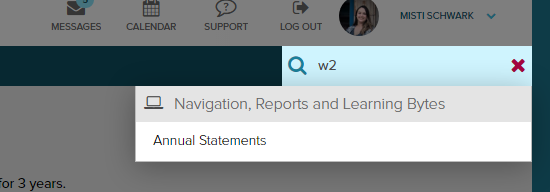 MESSAGES CALENDAR SUPPORT LOG OUT MISTI SCHWARK
w2
Navigation, Reports and Learning Bytes
Annual Statements
for 3 years.